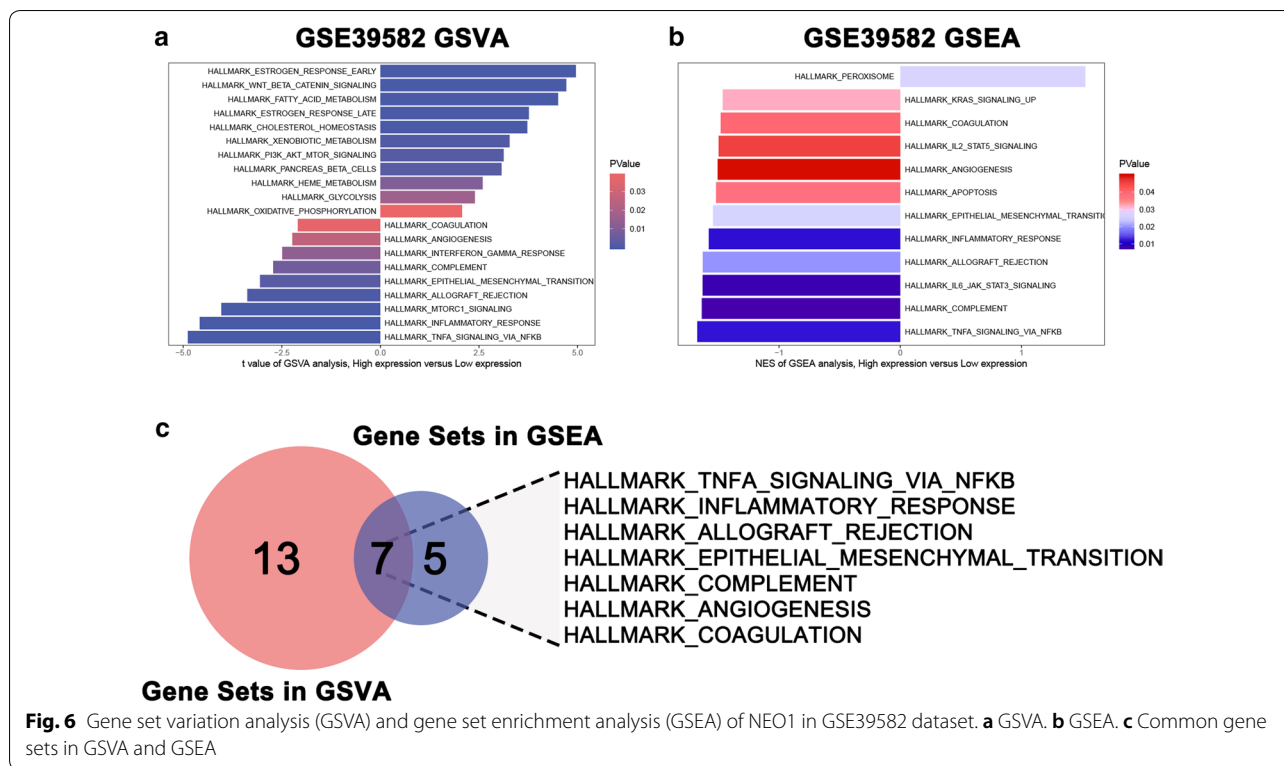 a
GSE39582 GSVA
HALLMARK_ESTROGEN_RESPONSE_EARLY
HALLMARK_WNT_BETA_CATENIN_SIGNALING
HALLMARK_FATTY_ACID_METABOLISM
HALLMARK_ESTROGEN_RESPONSE_LATE
HALLMARK_CHOLESTEROL_HOMEOSTASIS
HALLMARK_XENOBIOTIC_METABOLISM
HALLMARK_PI3K_AKT_MTOR_SIGNALING
HALLMARK_PANCREAS_BETA_CELLS
HALLMARK_HEME_METABOLISM
HALLMARK_GLYCOLYSIS
HALLMARK_OXIDATIVE_PHOSPHORYLATION
HALLMARK_COAGULATION
HALLMARK_ANGIOGENESIS
HALLMARK_INTERFERON_GAMMA_RESPONSE
HALLMARK_COMPLEMENT
HALLMARK_EPITHELIAL_MESENCHYMAL_TRANSITION
HALLMARK_ALLOGRAFT_REJECTION
HALLMARK_MTORC1_SIGNALING
HALLMARK_INFLAMMATORY_RESPONSE
HALLMARK_TNFA_SIGNALING_VIA_NFKB
−5.0 −2.5 0.0 2.5 5.0
t value of GSVA analysis, High expression versus Low expression
PValue
0.03
0.02
0.01
b
GSE39582 GSEA
HALLMARK_PEROXISOME
HALLMARK_KRAS_SIGNALING_UP
HALLMARK_COAGULATION
HALLMARK_IL2_STAT5_SIGNALING
HALLMARK_ANGIOGENESIS
HALLMARK_APOPTOSIS
HALLMARK_EPITHELIAL_MESENCHYMAL_TRANSITIO
HALLMARK_INFLAMMATORY_RESPONSE
HALLMARK_ALLOGRAFT_REJECTION
HALLMARK_IL6_JAK_STAT3_SIGNALING
HALLMARK_COMPLEMENT
HALLMARK_TNFA_SIGNALING_VIA_NFKB
−1 0 1
NES of GSEA analysis, High expression versus Low expression
PValue
0.04
0.03
0.02
0.01
c
Gene Sets in GSEA
13 7 5
Gene Sets in GSVA
HALLMARK_TNFA_SIGNALING_VIA_NFKB
HALLMARK_INFLAMMATORY_RESPONSE
HALLMARK_ALLOGRAFT_REJECTION
HALLMARK_EPITHELIAL_MESENCHYMAL_TRANSITION
HALLMARK_COMPLEMENT
HALLMARK_ANGIOGENESIS
HALLMARK_COAGULATION
Fig. 6 Gene set variation analysis (GSVA) and gene set enrichment analysis (GSEA) of NEO1 in GSE39582 dataset. a GSVA. b GSEA. c Common gene
sets in GSVA and GSEA